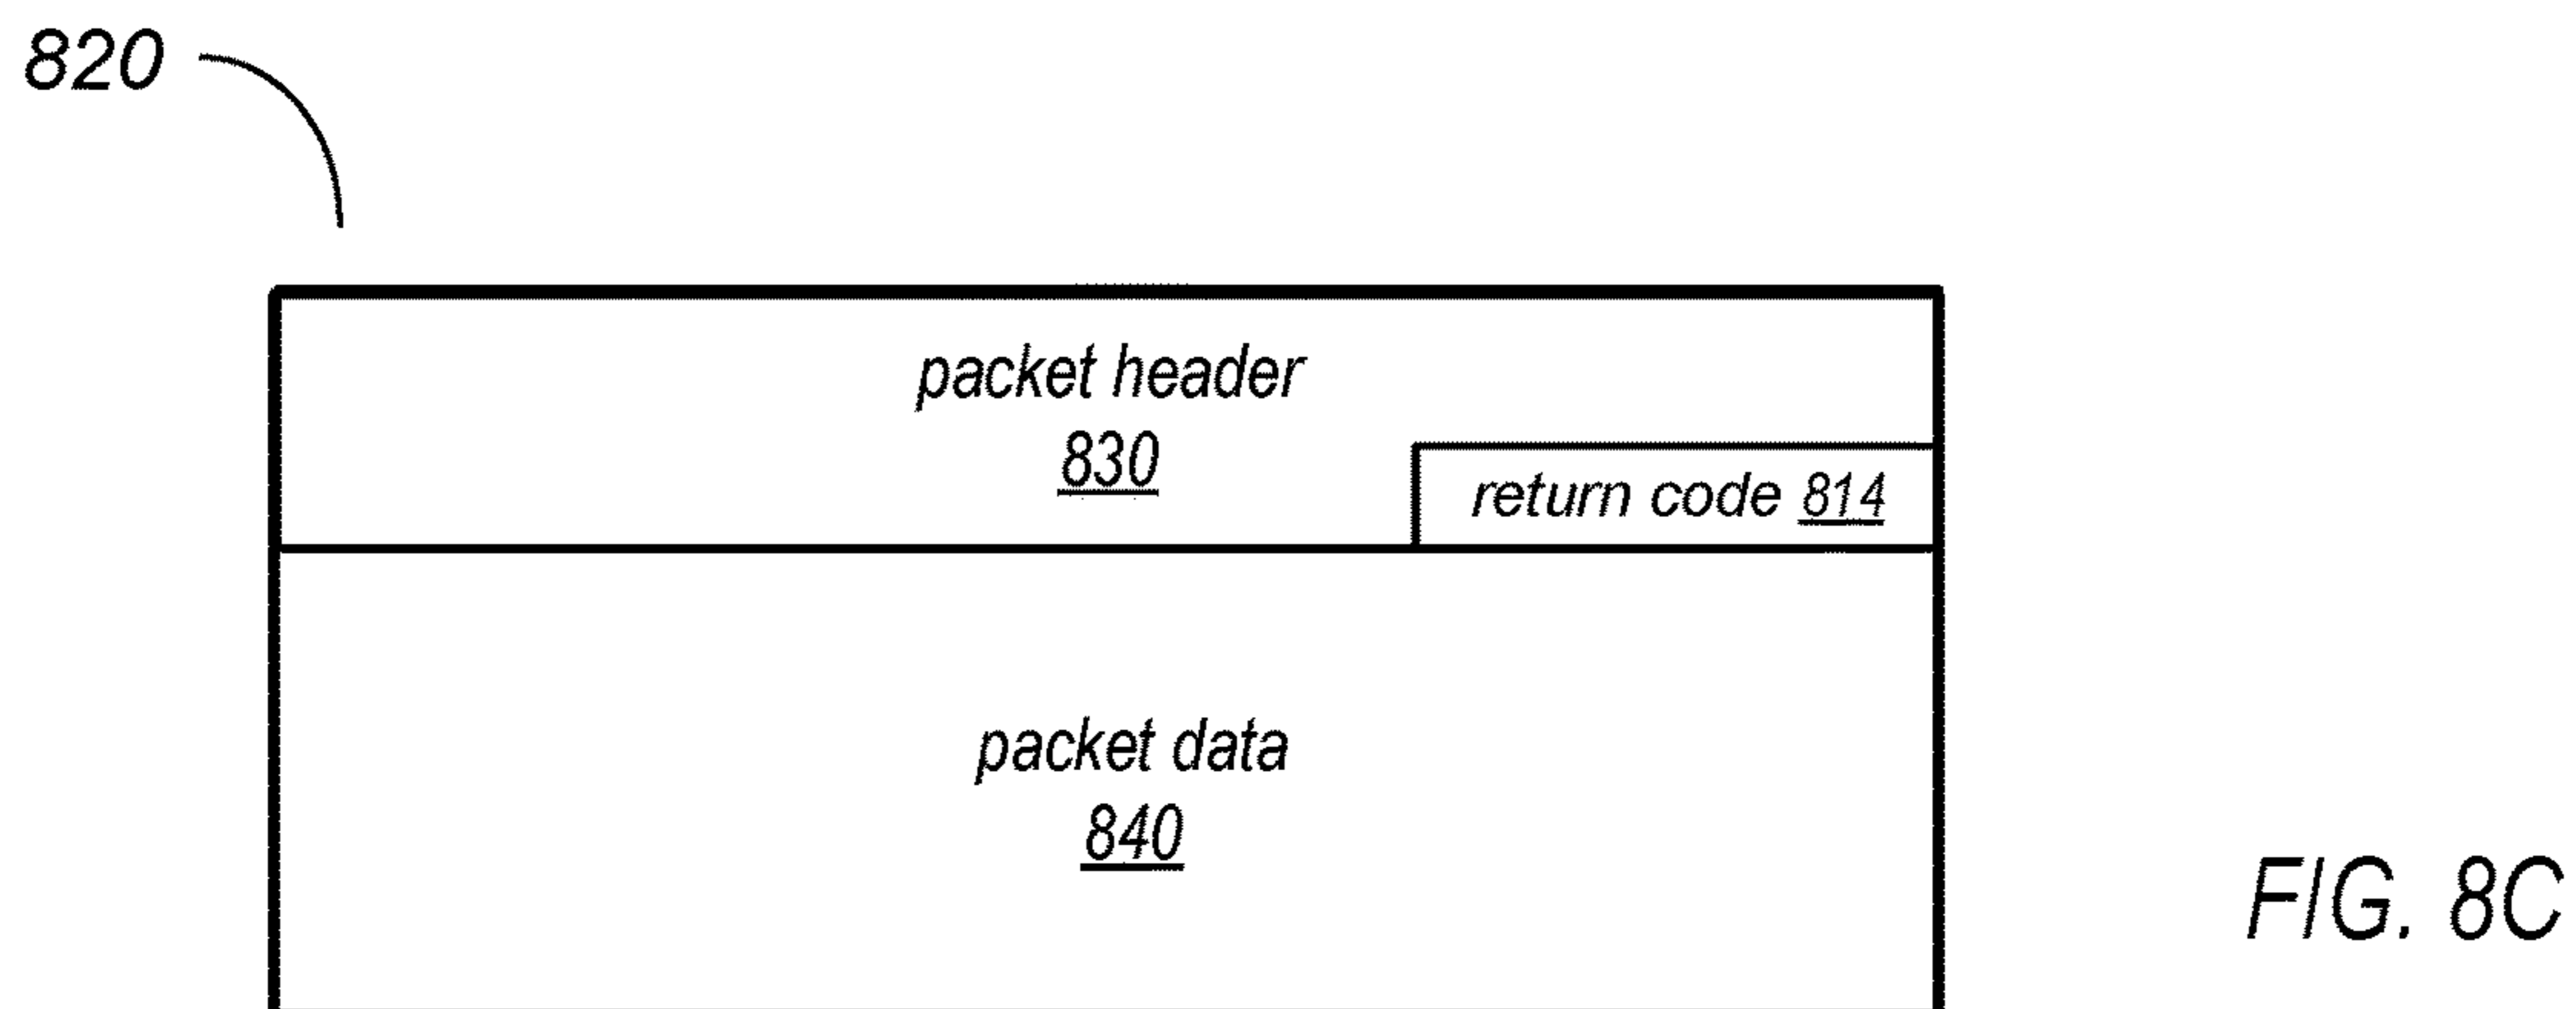 820
packet header
830
return code 814
packet data
840
FIG. 8C